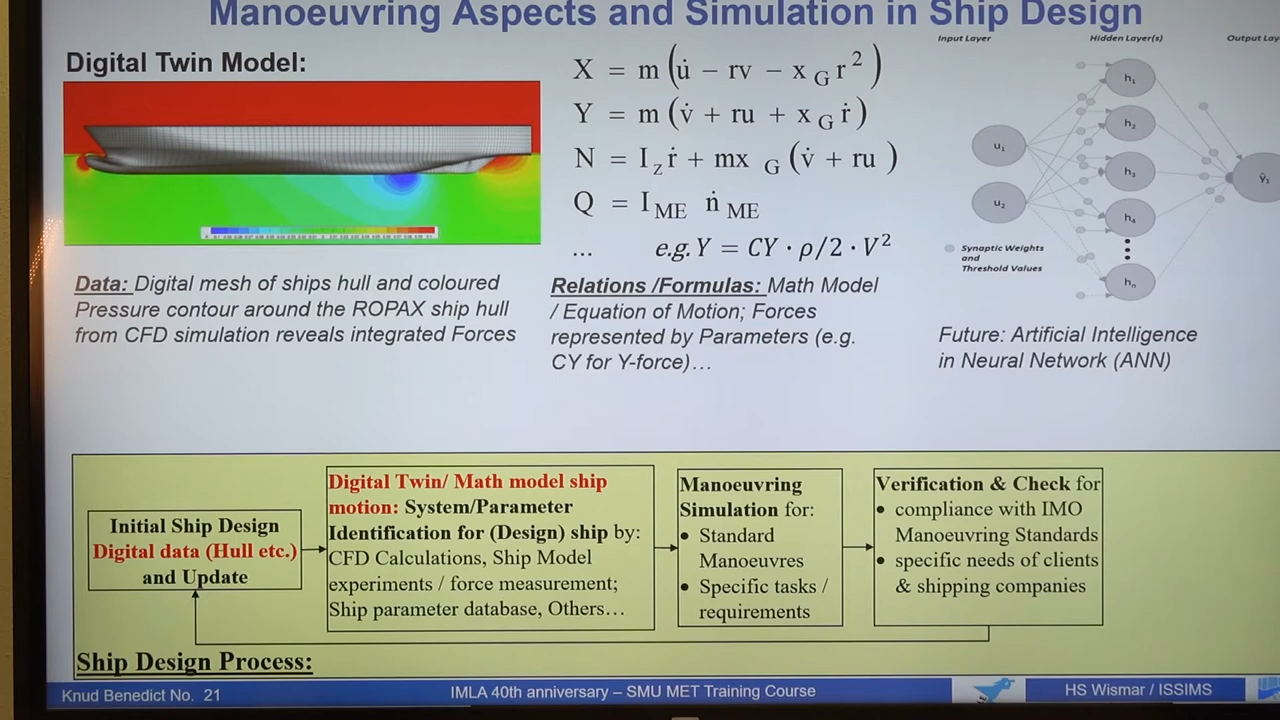 Manoeuvring Aspects and Simulation in Ship Design
Digital Twin Model:
X = m (u̇ − rv − x G r ² )
Y = m (v̇ + ru + x G ṙ)
N = I z ṙ + mx G (v̇ + ru )
Q = I ME ṅ ME
... e.g. Y = CY · ρ/2 · V²
Data: Digital mesh of ships hull and coloured
Pressure contour around the ROPAX ship hull
from CFD simulation reveals integrated Forces
Relations /Formulas: Math Model
/ Equation of Motion; Forces
represented by Parameters (e.g.
CY for Y-force)…
Input Layer
Hidden Layer(s)
Output Lay
u₁
u₂
h₁
h₂
h₃
h₄
hₙ
ŷ₁
Synaptic Weights
and
Threshold Values
Future: Artificial Intelligence
in Neural Network (ANN)
Initial Ship Design
Digital data (Hull etc.)
and Update
Digital Twin/ Math model ship
motion: System/Parameter
Identification for (Design) ship by:
CFD Calculations, Ship Model
experiments / force measurement;
Ship parameter database, Others…
Manoeuvring
Simulation for:
• Standard
Manoeuvres
• Specific tasks /
requirements
Verification & Check for
• compliance with IMO
Manoeuvring Standards
• specific needs of clients
& shipping companies
Ship Design Process:
Knud Benedict No. 21
IMLA 40th anniversary – SMU MET Training Course
HS Wismar / ISSIMS